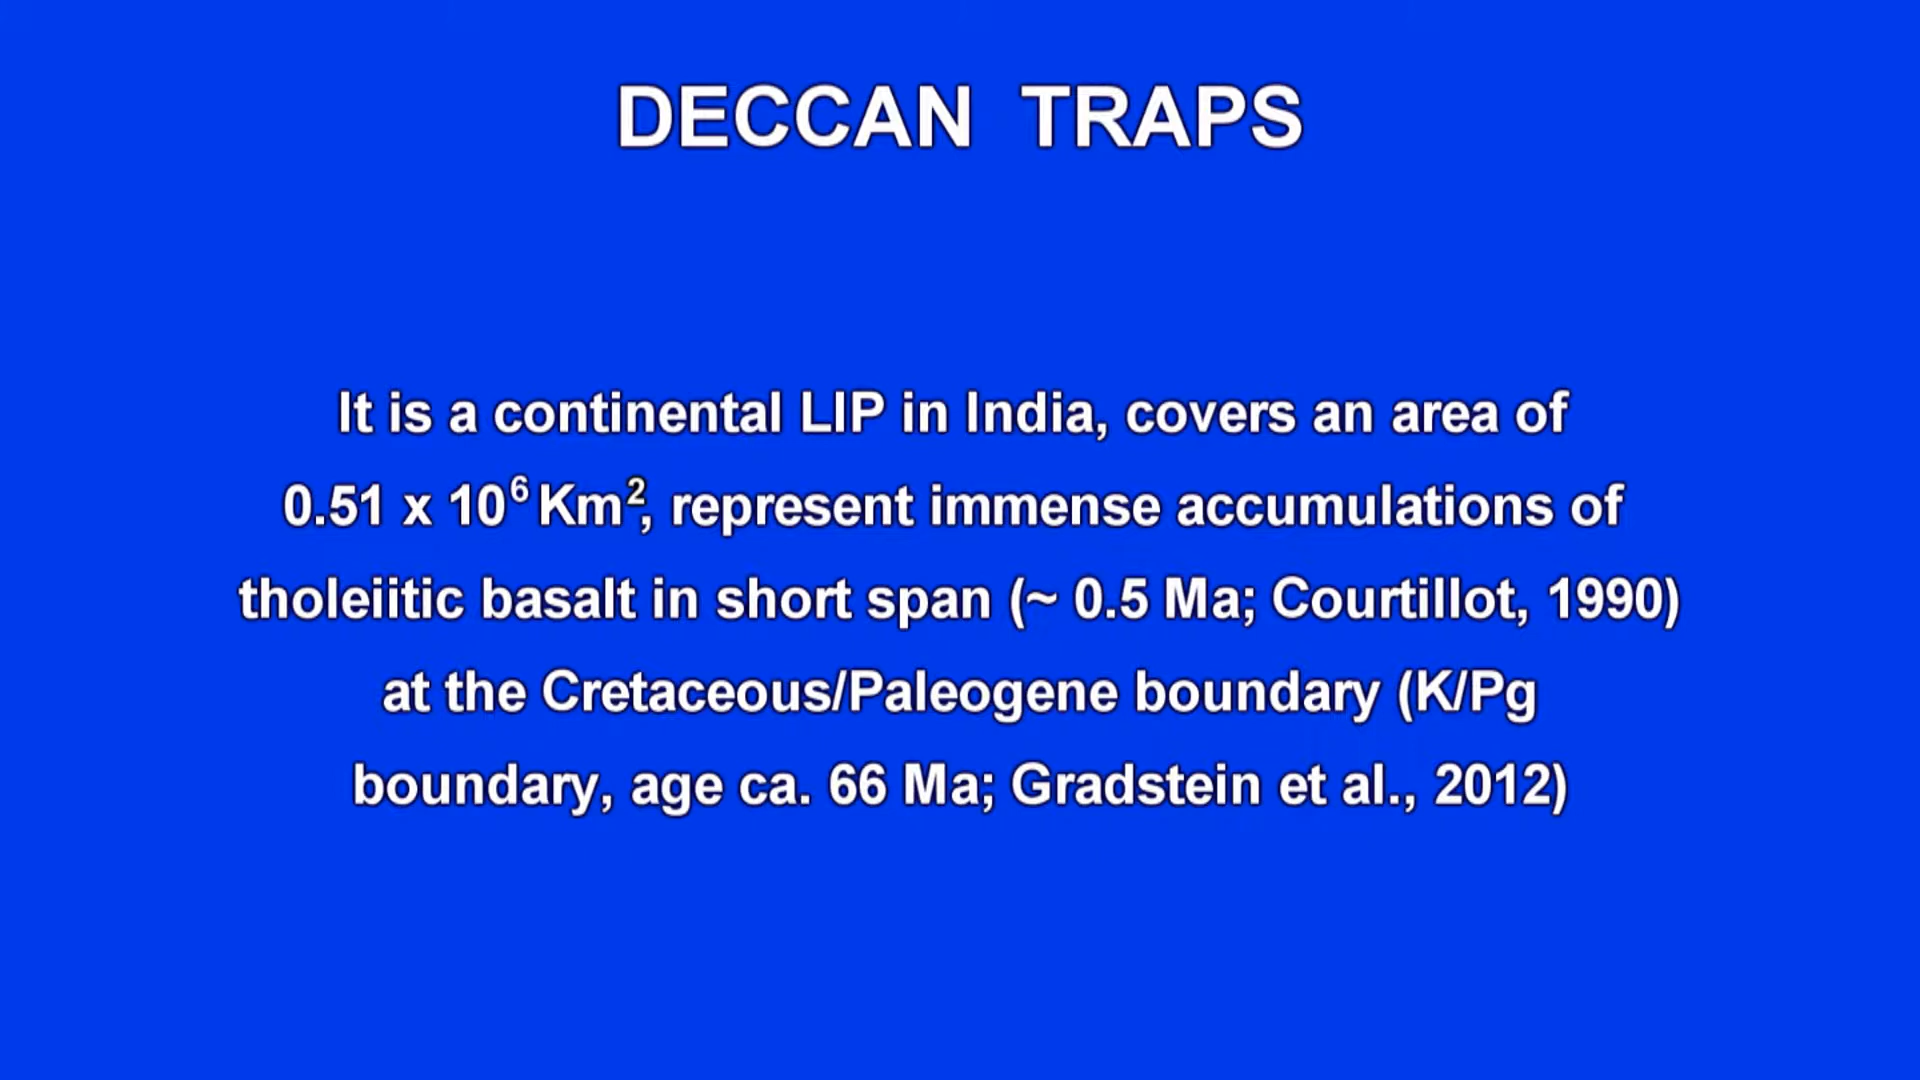 DECCAN TRAPS
It is a continental LIP in India, covers an area of
0.51 x 10⁶ Km², represent immense accumulations of
tholeiitic basalt in short span (~ 0.5 Ma; Courtillot, 1990)
at the Cretaceous/Paleogene boundary (K/Pg
boundary, age ca. 66 Ma; Gradstein et al., 2012)